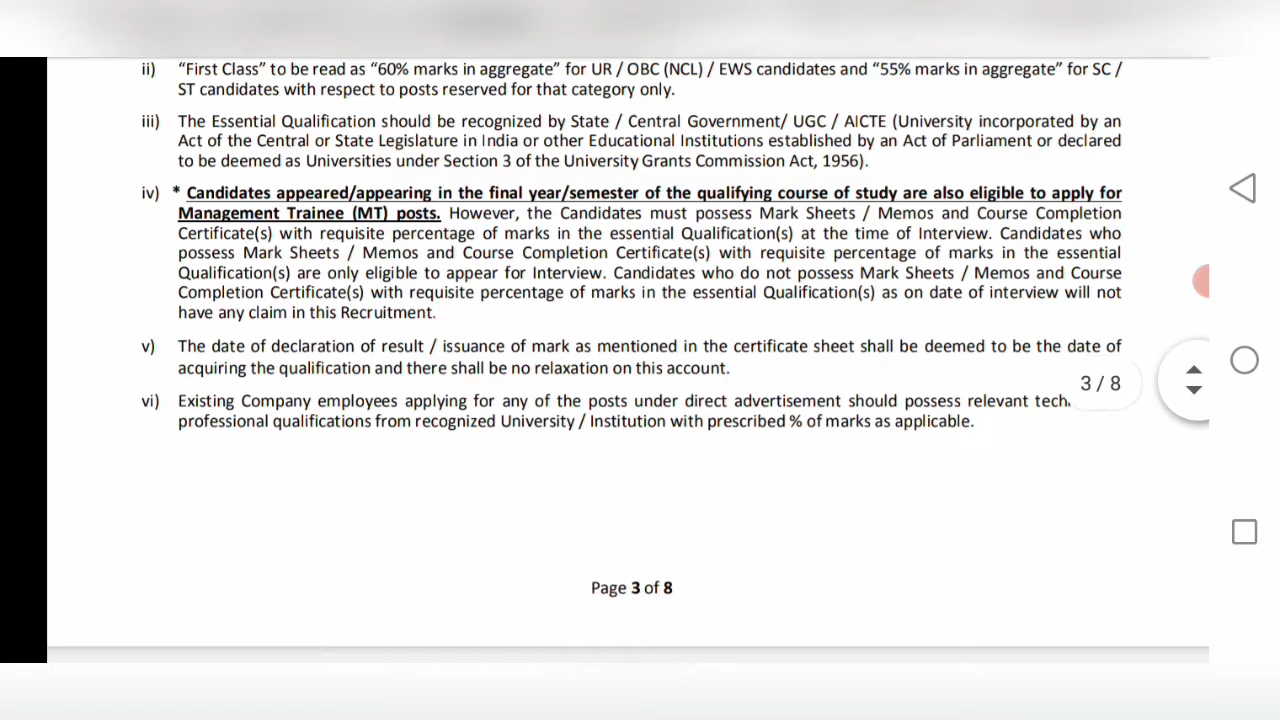 ii) “First Class” to be read as “60% marks in aggregate” for UR / OBC (NCL) / EWS candidates and “55% marks in aggregate” for SC /
ST candidates with respect to posts reserved for that category only.
iii) The Essential Qualification should be recognized by State / Central Government/ UGC / AICTE (University incorporated by an
Act of the Central or State Legislature in India or other Educational Institutions established by an Act of Parliament or declared
to be deemed as Universities under Section 3 of the University Grants Commission Act, 1956).
iv) * Candidates appeared/appearing in the final year/semester of the qualifying course of study are also eligible to apply for
Management Trainee (MT) posts. However, the Candidates must possess Mark Sheets / Memos and Course Completion
Certificate(s) with requisite percentage of marks in the essential Qualification(s) at the time of Interview. Candidates who
possess Mark Sheets / Memos and Course Completion Certificate(s) with requisite percentage of marks in the essential
Qualification(s) are only eligible to appear for Interview. Candidates who do not possess Mark Sheets / Memos and Course
Completion Certificate(s) with requisite percentage of marks in the essential Qualification(s) as on date of interview will not
have any claim in this Recruitment.
v) The date of declaration of result / issuance of mark as mentioned in the certificate sheet shall be deemed to be the date of
acquiring the qualification and there shall be no relaxation on this account.
3 / 8
vi) Existing Company employees applying for any of the posts under direct advertisement should possess relevant
professional qualifications from recognized University / Institution with prescribed % of marks as applicable.
Page 3 of 8